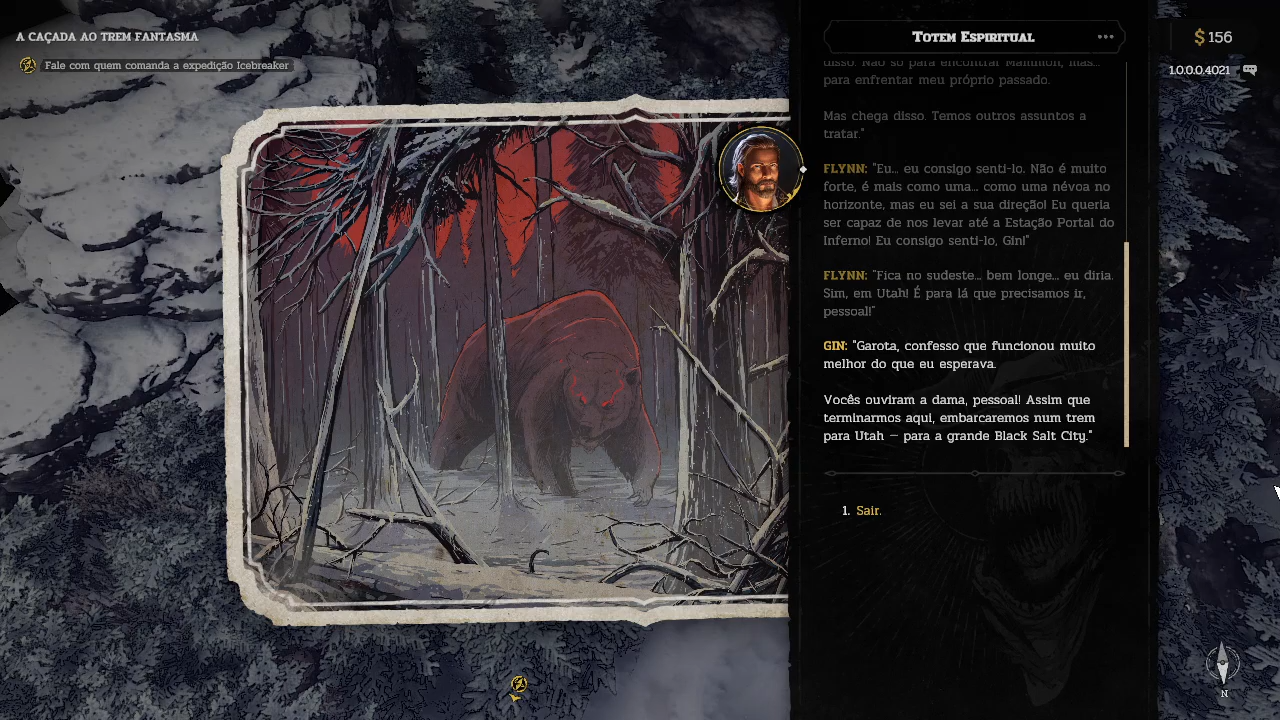 A CAÇADA AO TREM FANTASMA
Fale com quem comanda a expedição Icebreaker
TOTEM ESPIRITUAL
$ 156
1.0.0.0.4021
disso. Não só para encontrar Mammon, mas...
para enfrentar meu próprio passado.
Mas chega disso. Temos outros assuntos a
tratar."
FLYNN: "Eu... eu consigo senti-lo. Não é muito
forte, é mais como uma... como uma névoa no
horizonte, mas eu sei a sua direção! Eu queria
ser capaz de nos levar até a Estação Portal do
Inferno! Eu consigo senti-lo, Gin!"
FLYNN: "Fica no sudeste... bem longe... eu diria.
Sim, em Utah! É para lá que precisamos ir,
pessoal!"
GIN: "Garota, confesso que funcionou muito
melhor do que eu esperava.
Vocês ouviram a dama, pessoal! Assim que
terminarmos aqui, embarcaremos num trem
para Utah — para a grande Black Salt City."
1. Sair.
N